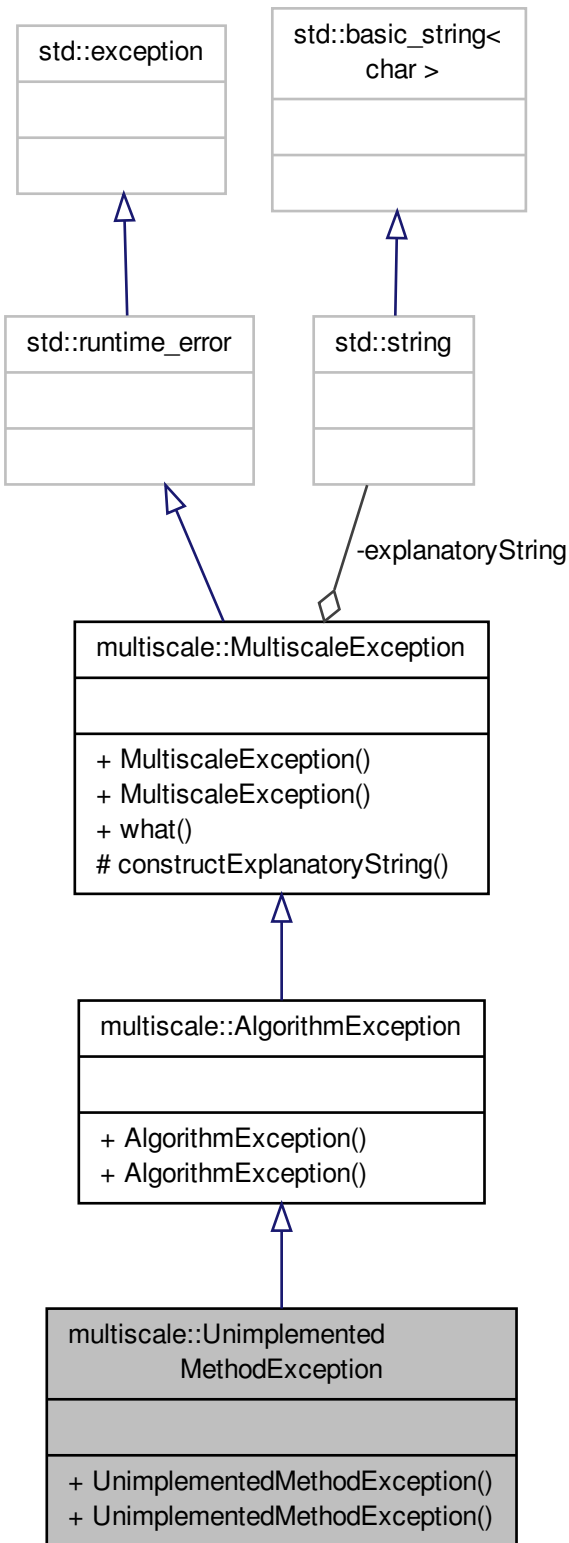 std::exception
std::basic_string<
char >
std::runtime_error
std::string
-explanatoryString
multiscale::MultiscaleException
+ MultiscaleException()
+ MultiscaleException()
+ what()
# constructExplanatoryString()
multiscale::AlgorithmException
+ AlgorithmException()
+ AlgorithmException()
multiscale::Unimplemented
MethodException
+ UnimplementedMethodException()
+ UnimplementedMethodException()